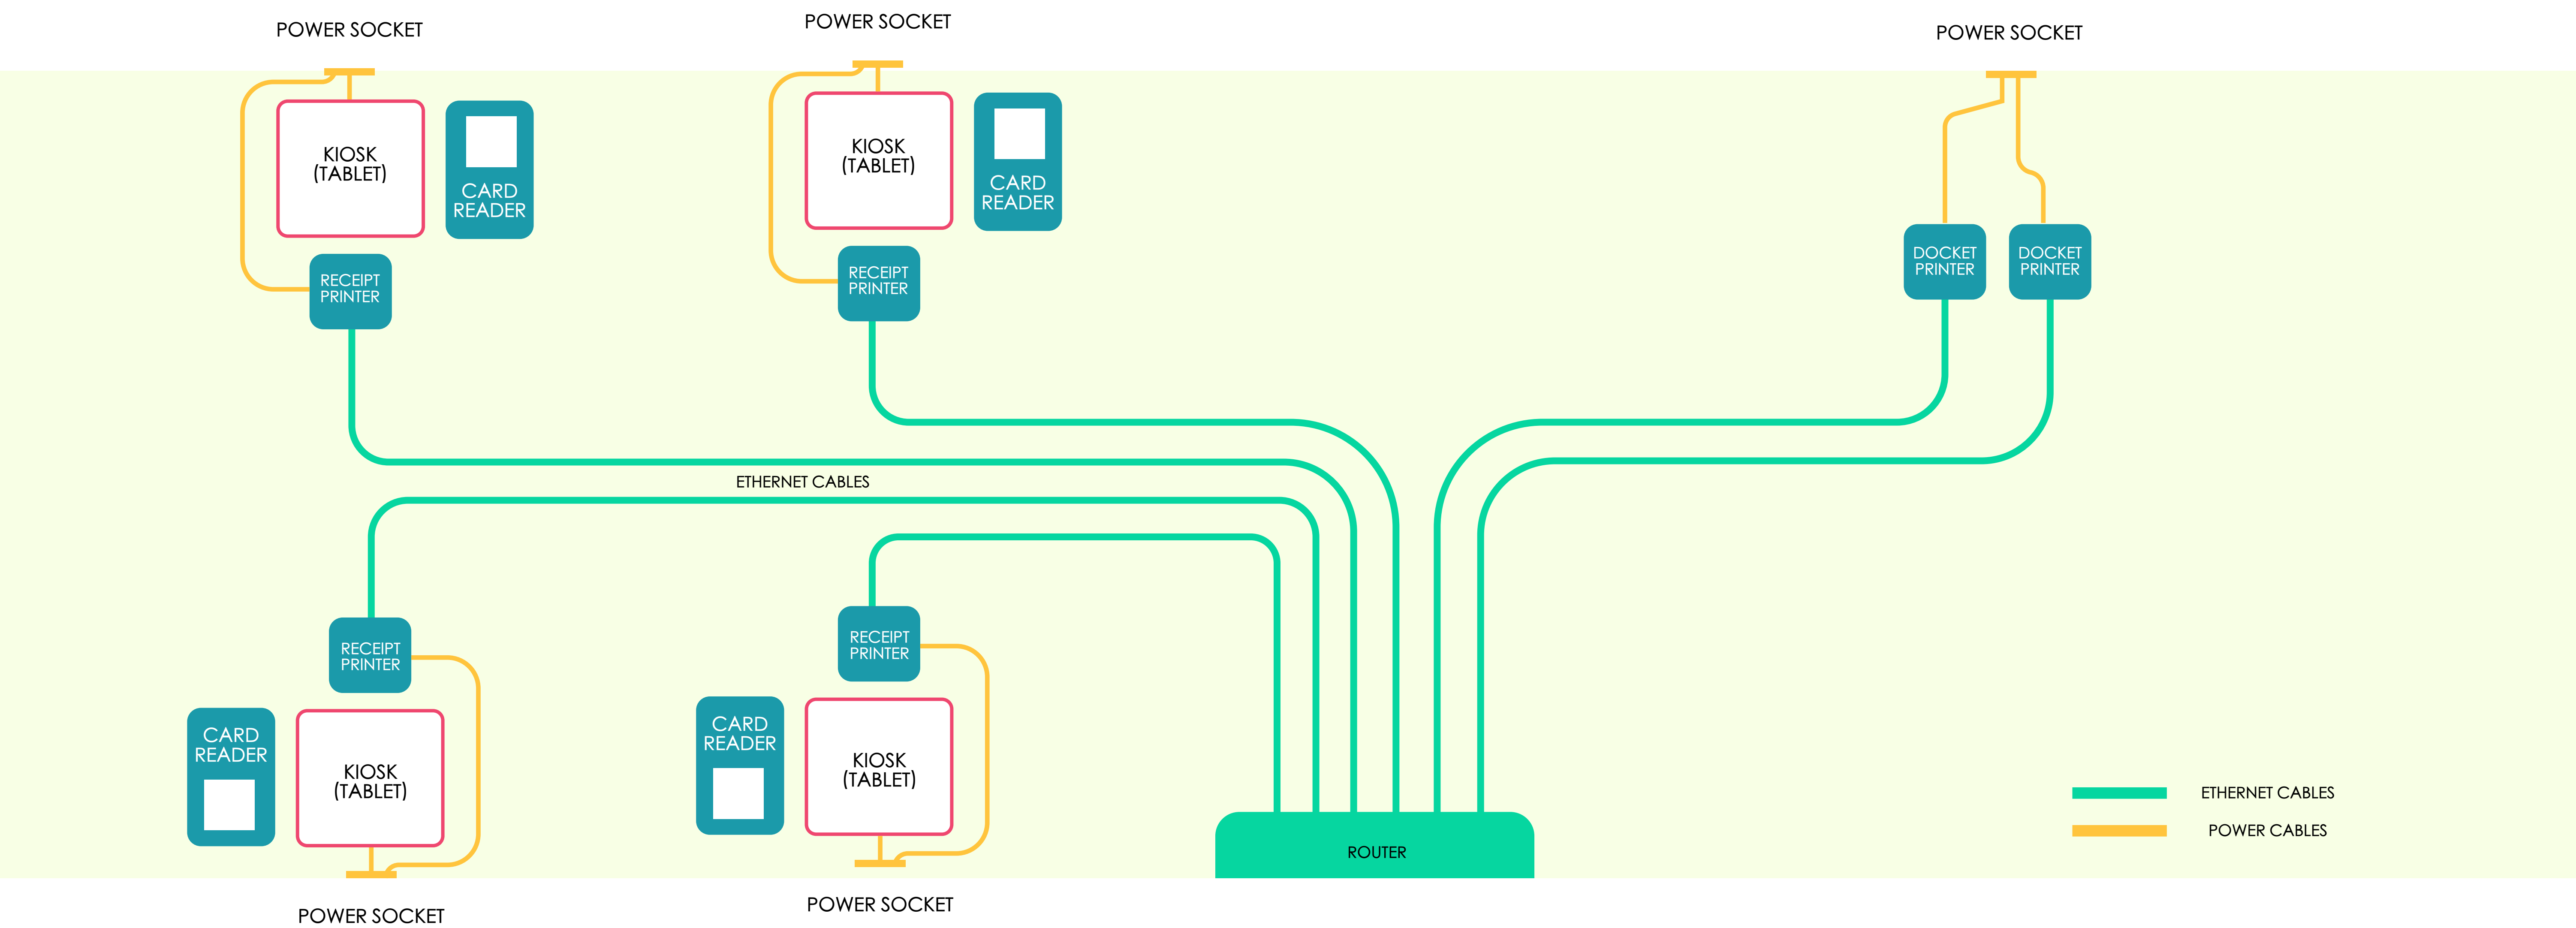 POWER SOCKET
POWER SOCKET
POWER SOCKET
KIOSK
(TABLET)
CARD
READER
RECEIPT
PRINTER
KIOSK
(TABLET)
CARD
READER
RECEIPT
PRINTER
DOCKET
PRINTER
DOCKET
PRINTER
ETHERNET CABLES
RECEIPT
PRINTER
CARD
READER
KIOSK
(TABLET)
POWER SOCKET
RECEIPT
PRINTER
CARD
READER
KIOSK
(TABLET)
POWER SOCKET
ROUTER
ETHERNET CABLES
POWER CABLES